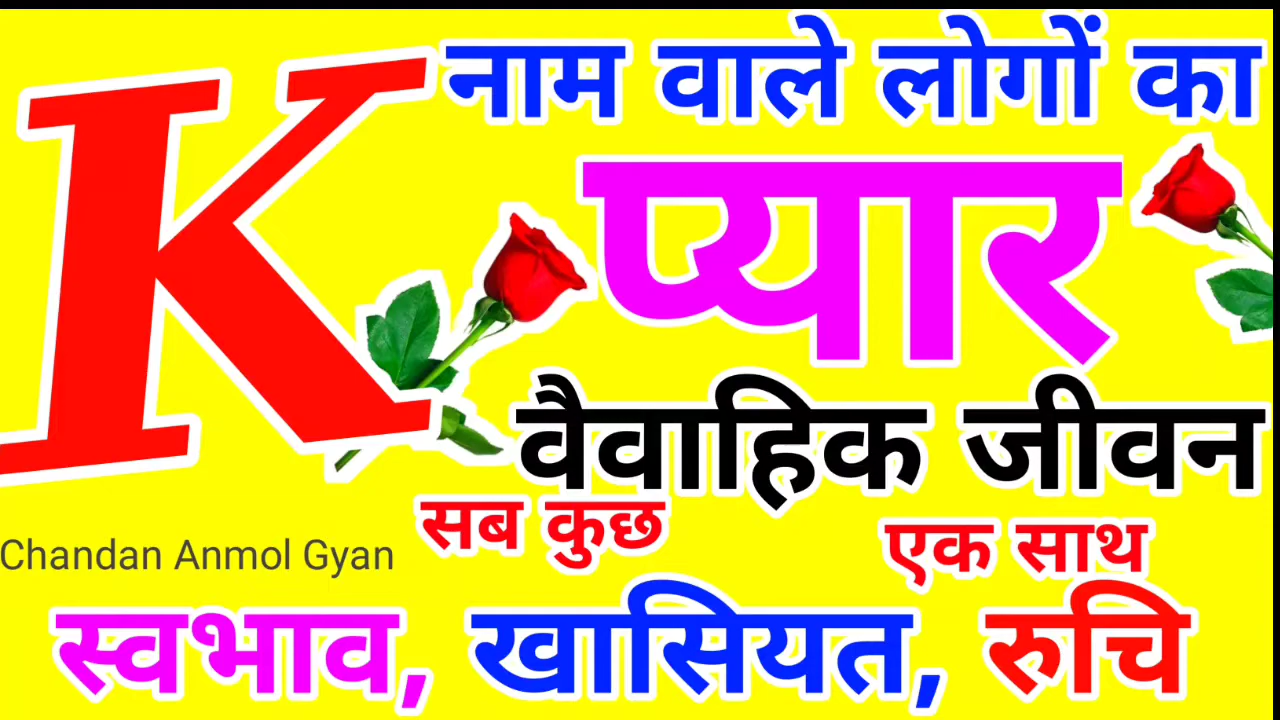 K नाम वाले लोगों का
प्यार
वैवाहिक जीवन
सब कुछ एक साथ
Chandan Anmol Gyan
स्वभाव, खासियत, रुचि